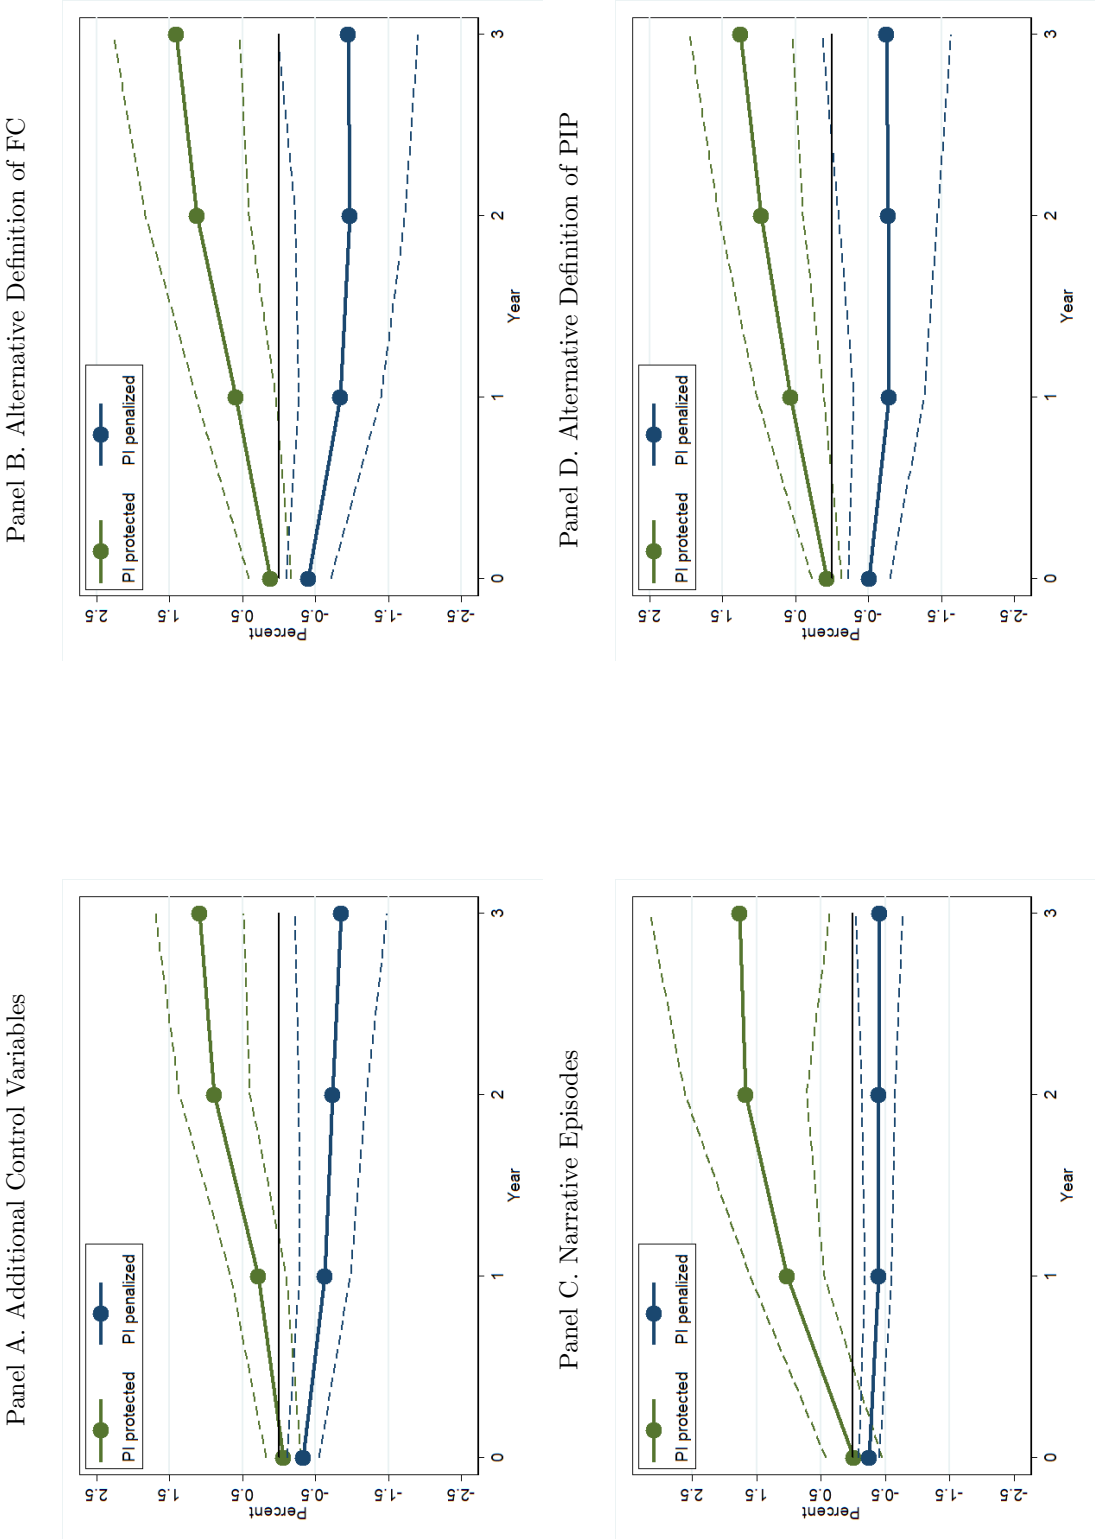 Panel A. Additional Control Variables
PI protected
PI penalized
2.5
1.5
0.5
-0.5
-1.5
-2.5
Percent
0
1
2
3
Year
Panel B. Alternative Definition of FC
PI protected
PI penalized
2.5
1.5
0.5
-0.5
-1.5
-2.5
Percent
0
1
2
3
Year
Panel C. Narrative Episodes
PI protected
PI penalized
2.5
1.5
0.5
-0.5
-1.5
-2.5
Percent
0
1
2
3
Year
Panel D. Alternative Definition of PIP
PI protected
PI penalized
2.5
1.5
0.5
-0.5
-1.5
-2.5
Percent
0
1
2
3
Year